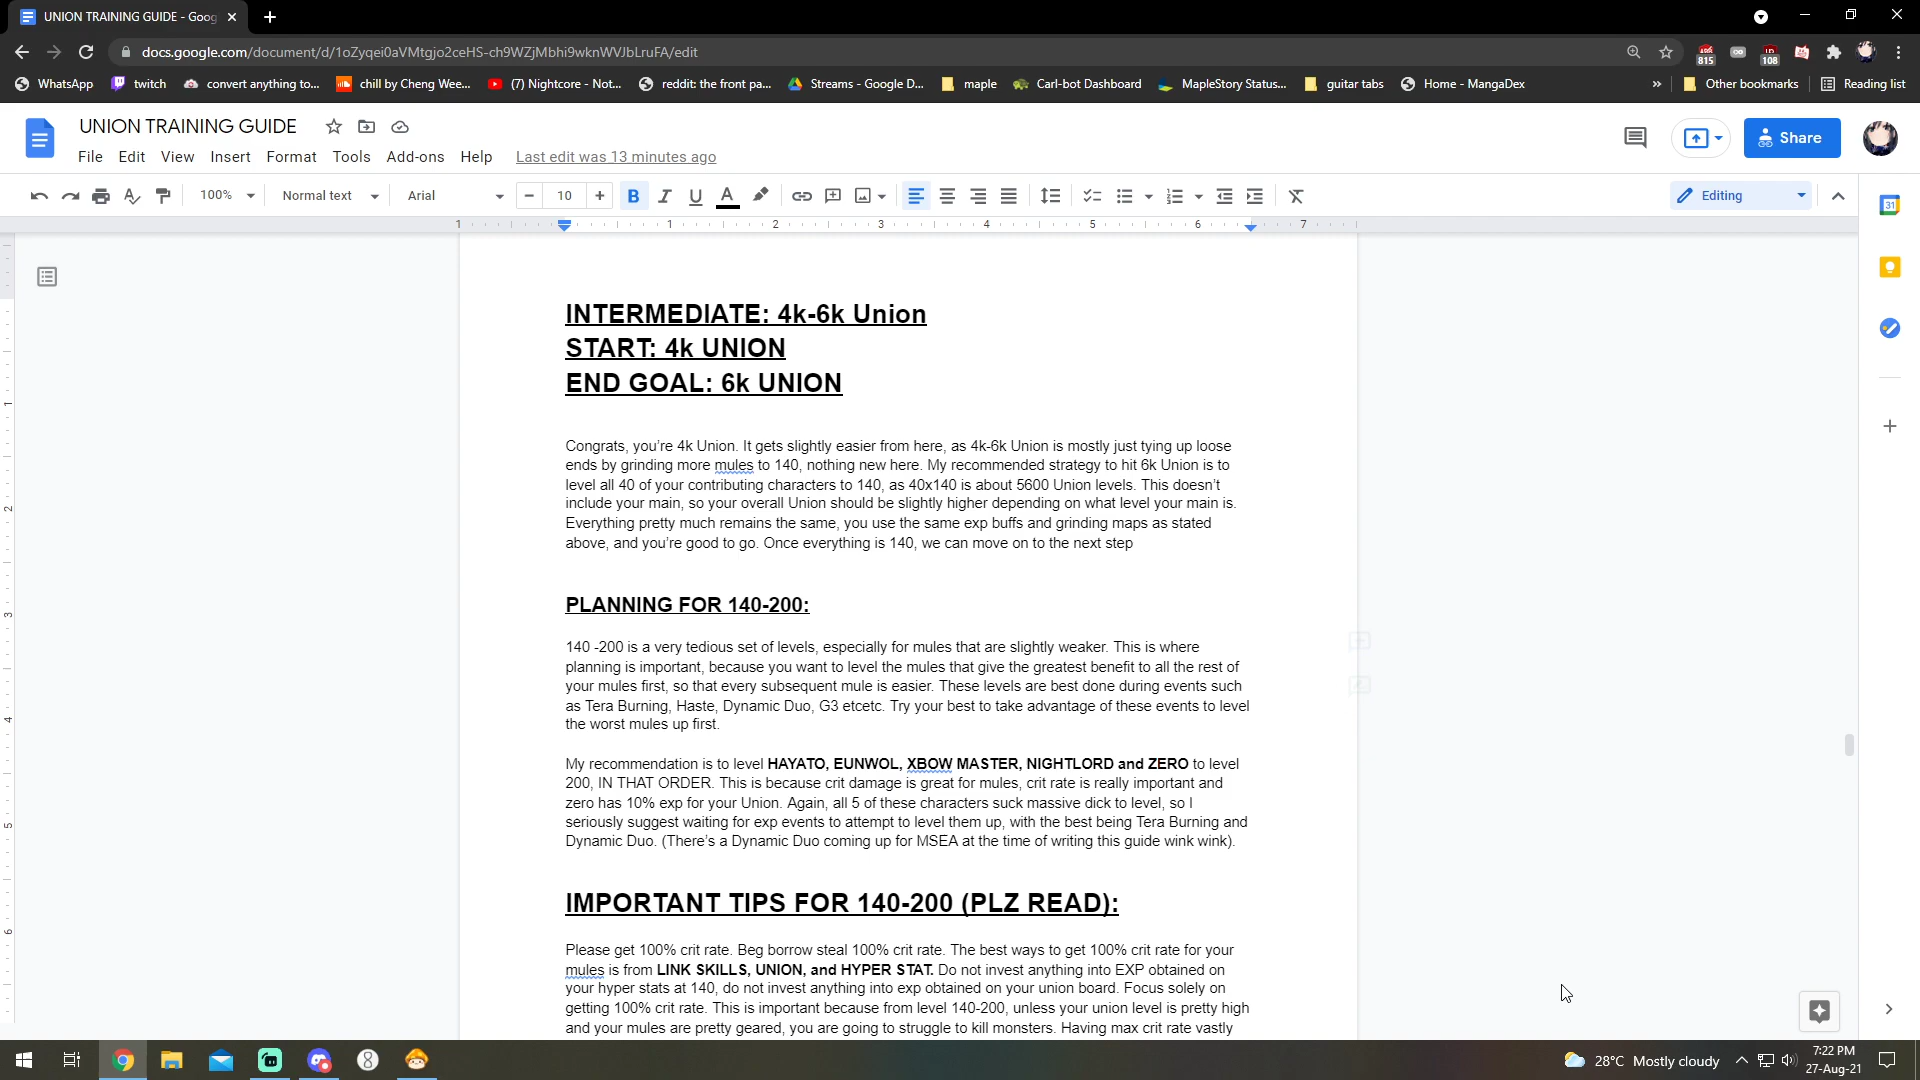 UNION TRAINING GUIDE - Goog
docs.google.com/document/d/1oZyqei0aVMtgjo2ceHS-ch9WZjMbhi9wknWVJbLruFA/edit
815
108
WhatsApp twitch convert anything to... chill by Cheng Wee... (7) Nightcore - Not... reddit: the front pa... Streams - Google D... maple Carl-bot Dashboard MapleStory Status... guitar tabs Home - MangaDex » Other bookmarks Reading list
UNION TRAINING GUIDE
Share
File Edit View Insert Format Tools Add-ons Help Last edit was 13 minutes ago
100% Normal text Arial − 10 + B I U A Editing
31
1 1 2 3 4 5 6 7
1
2
3
4
5
6
INTERMEDIATE: 4k-6k Union
START: 4k UNION
END GOAL: 6k UNION
Congrats, you're 4k Union. It gets slightly easier from here, as 4k-6k Union is mostly just tying up loose
ends by grinding more mules to 140, nothing new here. My recommended strategy to hit 6k Union is to
level all 40 of your contributing characters to 140, as 40x140 is about 5600 Union levels. This doesn't
include your main, so your overall Union should be slightly higher depending on what level your main is.
Everything pretty much remains the same, you use the same exp buffs and grinding maps as stated
above, and you're good to go. Once everything is 140, we can move on to the next step
PLANNING FOR 140-200:
140 -200 is a very tedious set of levels, especially for mules that are slightly weaker. This is where
planning is important, because you want to level the mules that give the greatest benefit to all the rest of
your mules first, so that every subsequent mule is easier. These levels are best done during events such
as Tera Burning, Haste, Dynamic Duo, G3 etcetc. Try your best to take advantage of these events to level
the worst mules up first.
My recommendation is to level HAYATO, EUNWOL, XBOW MASTER, NIGHTLORD and ZERO to level
200, IN THAT ORDER. This is because crit damage is great for mules, crit rate is really important and
zero has 10% exp for your Union. Again, all 5 of these characters suck massive dick to level, so I
seriously suggest waiting for exp events to attempt to level them up, with the best being Tera Burning and
Dynamic Duo. (There's a Dynamic Duo coming up for MSEA at the time of writing this guide wink wink).
IMPORTANT TIPS FOR 140-200 (PLZ READ):
Please get 100% crit rate. Beg borrow steal 100% crit rate. The best ways to get 100% crit rate for your
mules is from LINK SKILLS, UNION, and HYPER STAT. Do not invest anything into EXP obtained on
your hyper stats at 140, do not invest anything into exp obtained on your union board. Focus solely on
getting 100% crit rate. This is important because from level 140-200, unless your union level is pretty high
and your mules are pretty geared, you are going to struggle to kill monsters. Having max crit rate vastly
28°C Mostly cloudy
7:22 PM
27-Aug-21